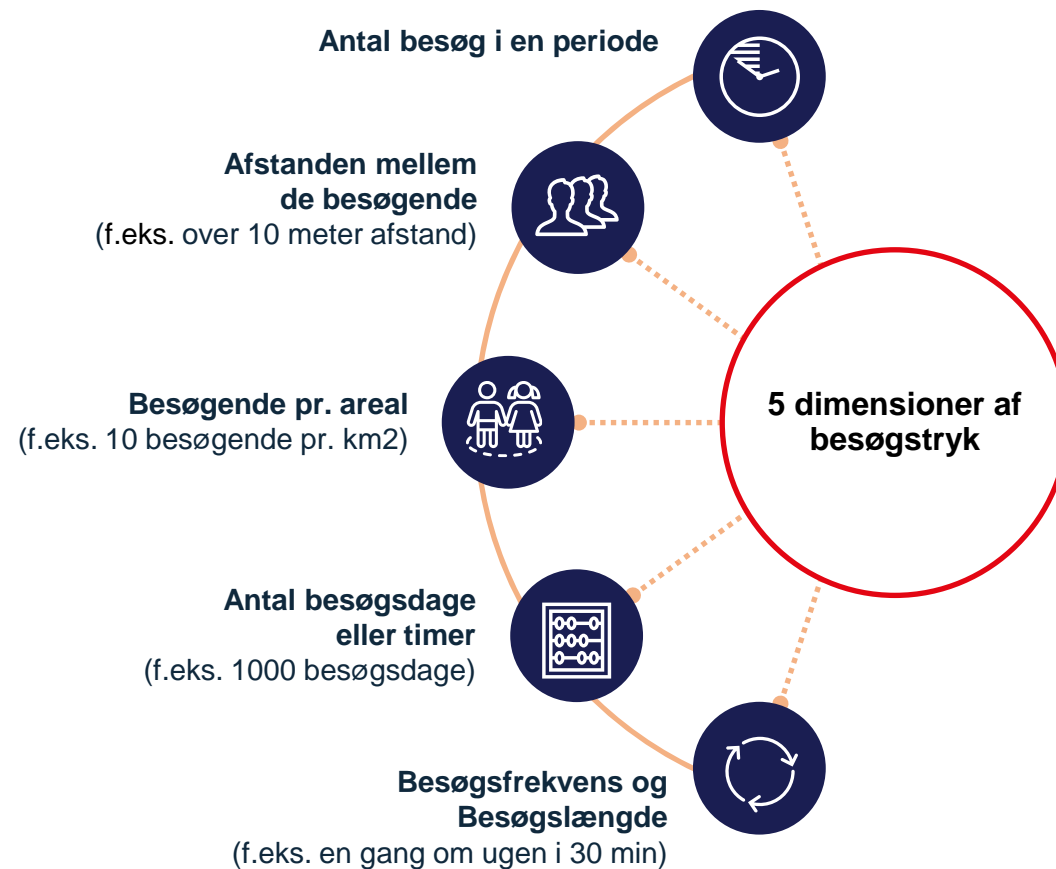 Antal besøg i en periode
Afstanden mellem
de besøgende
(f.eks. over 10 meter afstand)
Besøgende pr. areal
(f.eks. 10 besøgende pr. km2)
5 dimensioner af
besøgstryk
Antal besøgsdage
eller timer
(f.eks. 1000 besøgsdage)
Besøgsfrekvens og
Besøgslængde
(f.eks. en gang om ugen i 30 min)